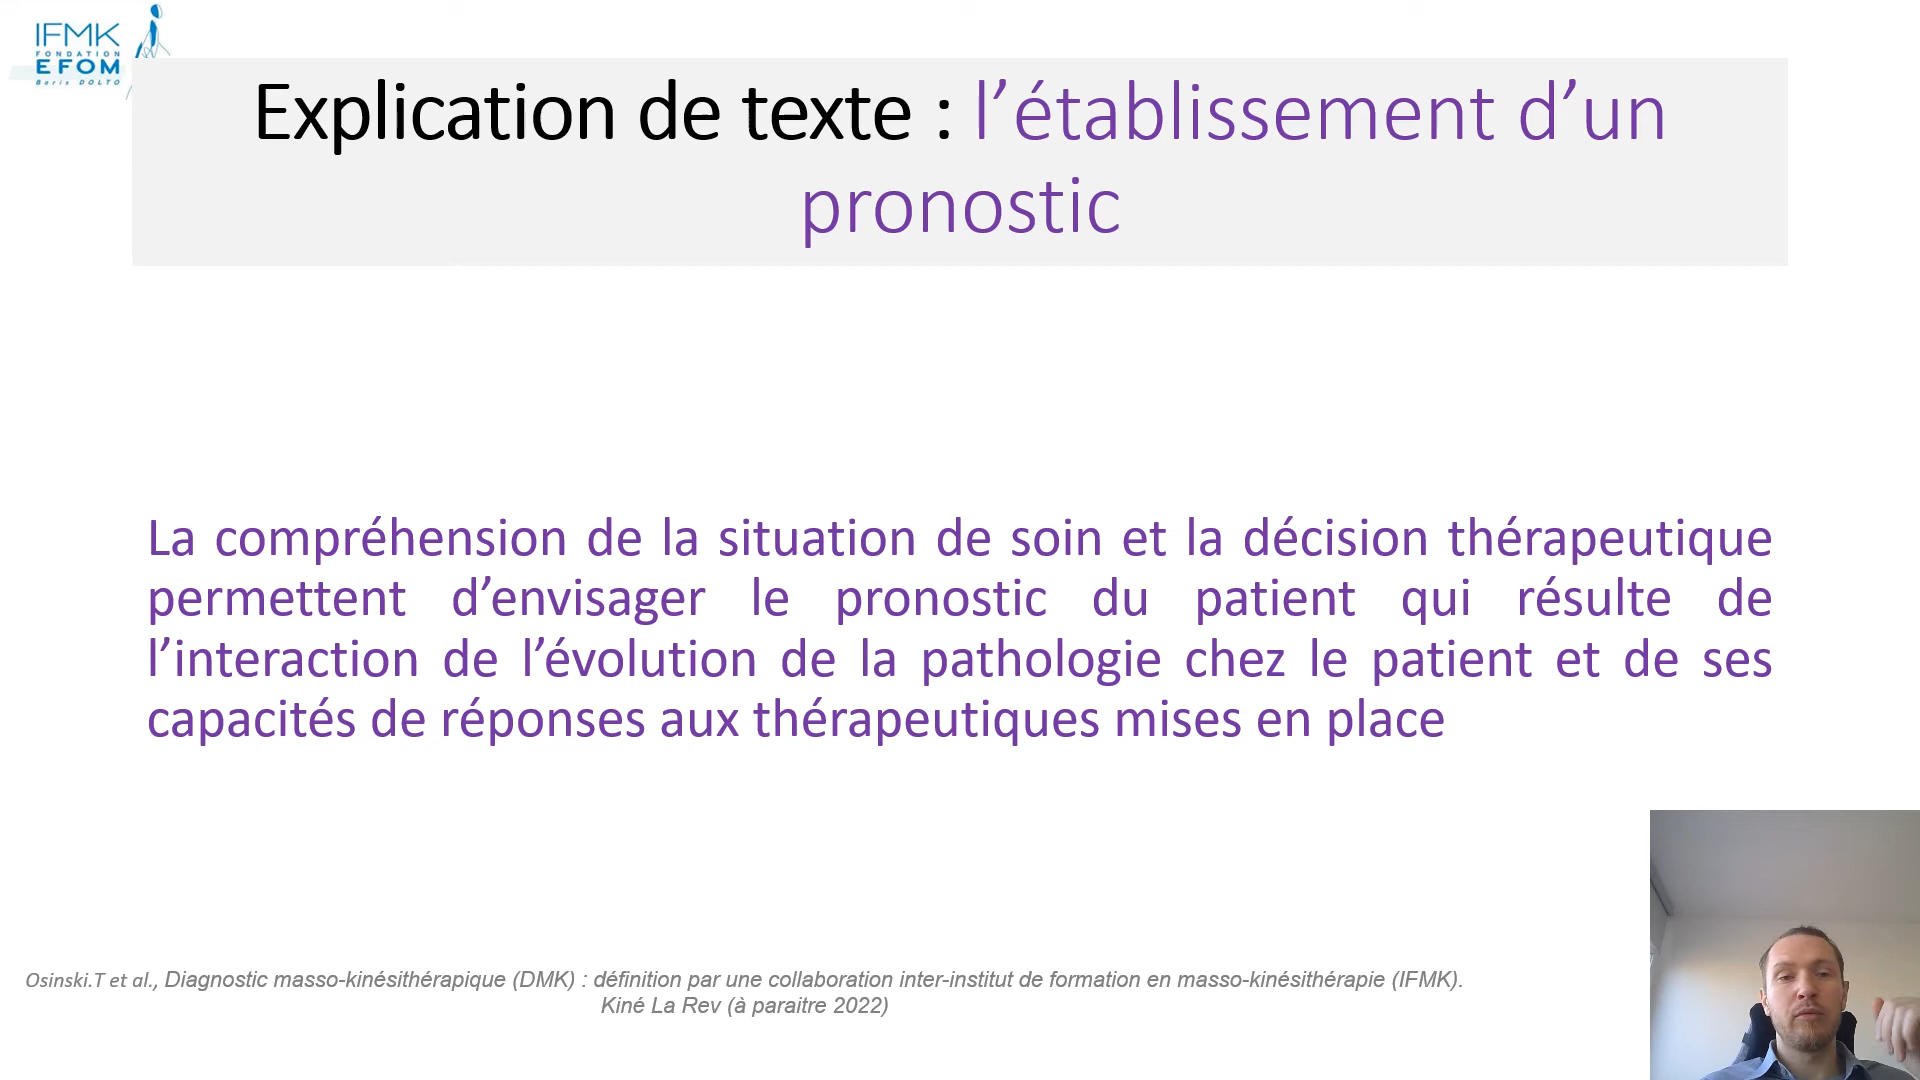 IFMK
FONDATION
EFOM
Boris DOLTO
Explication de texte : l’établissement d’un
pronostic
La compréhension de la situation de soin et la décision thérapeutique
permettent d’envisager le pronostic du patient qui résulte de
l’interaction de l’évolution de la pathologie chez le patient et de ses
capacités de réponses aux thérapeutiques mises en place
Osinski.T et al., Diagnostic masso-kinésithérapique (DMK) : définition par une collaboration inter-institut de formation en masso-kinésithérapie (IFMK).
Kiné La Rev (à paraitre 2022)